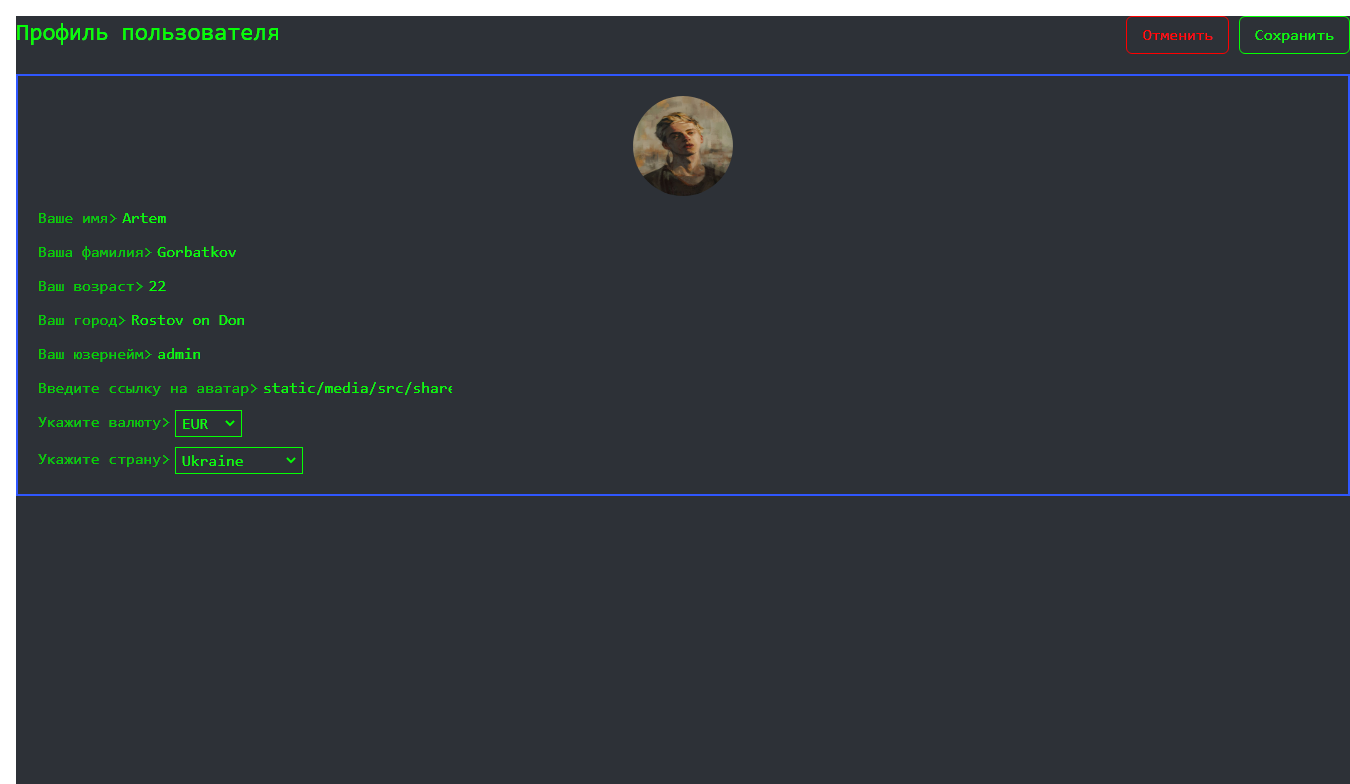 Профиль пользователя
Отменить
Сохранить
Ваше имя> Artem
Ваша фамилия> Gorbatkov
Ваш возраст> 22
Ваш город> Rostov on Don
Ваш юзернейм> admin
Введите ссылку на аватар> static/media/src/share
Укажите валюту> EUR
Укажите страну> Ukraine